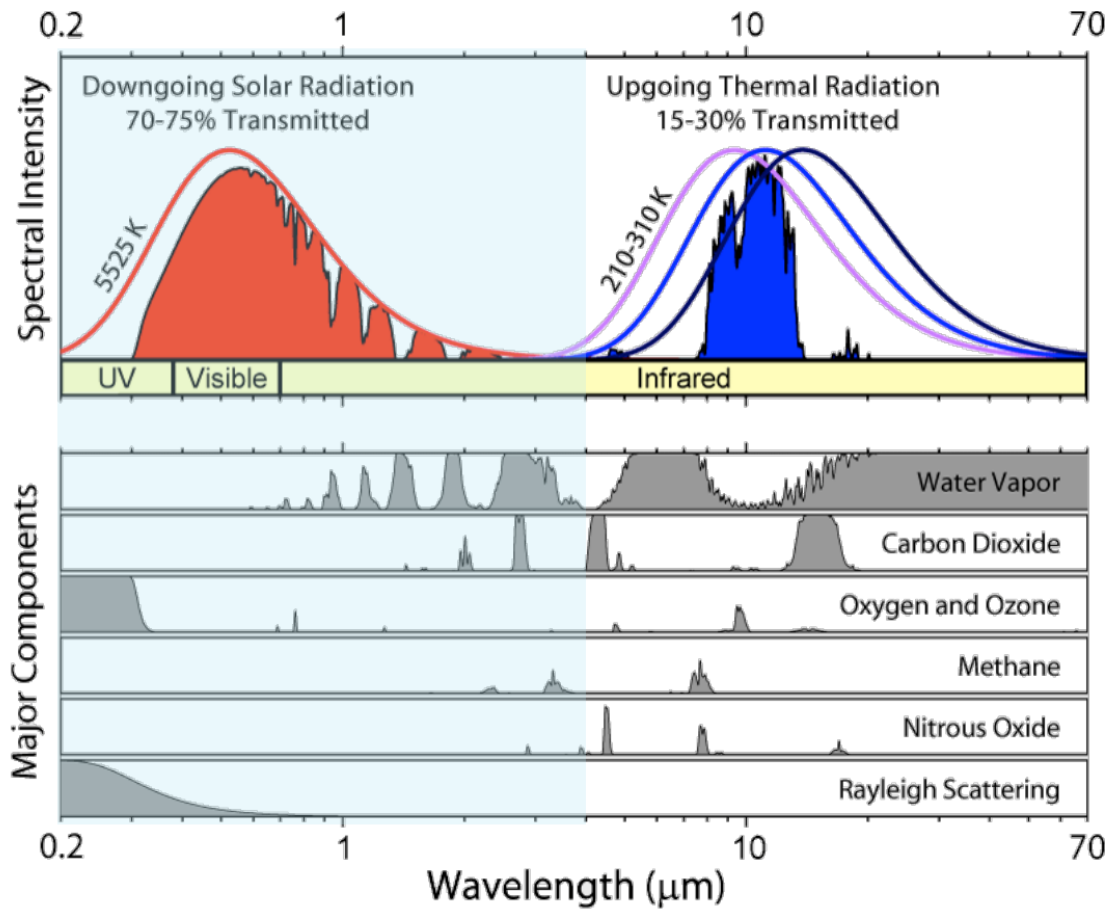 0.2 1 10 70
Downgoing Solar Radiation
70-75% Transmitted
Upgoing Thermal Radiation
15-30% Transmitted
Spectral Intensity
5525 K
210-310 K
UV Visible Infrared
Major Components
Water Vapor
Carbon Dioxide
Oxygen and Ozone
Methane
Nitrous Oxide
Rayleigh Scattering
0.2 1 10 70
Wavelength (μm)